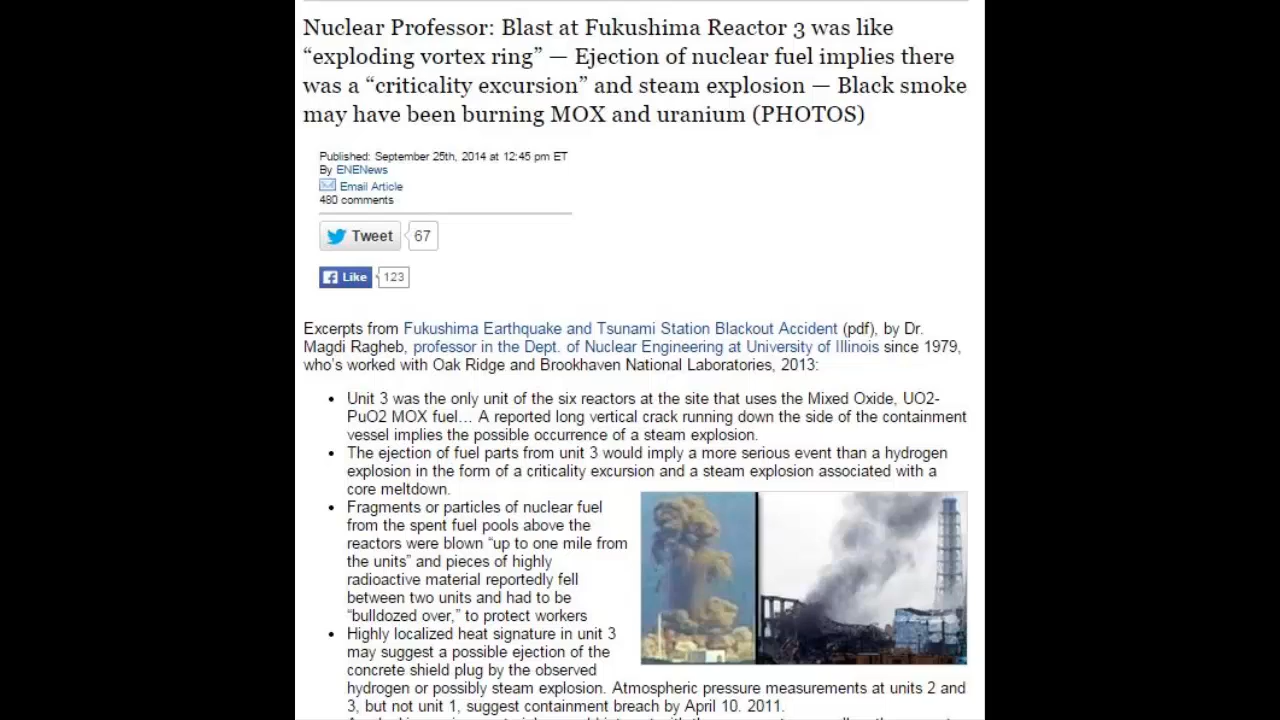 Nuclear Professor: Blast at Fukushima Reactor 3 was like
“exploding vortex ring” — Ejection of nuclear fuel implies there
was a “criticality excursion” and steam explosion — Black smoke
may have been burning MOX and uranium (PHOTOS)
Published: September 25th, 2014 at 12:45 pm ET
By ENENews
Email Article
480 comments
Tweet 67
Like 123
Excerpts from Fukushima Earthquake and Tsunami Station Blackout Accident (pdf), by Dr.
Magdi Ragheb, professor in the Dept. of Nuclear Engineering at University of Illinois since 1979,
who's worked with Oak Ridge and Brookhaven National Laboratories, 2013:
• Unit 3 was the only unit of the six reactors at the site that uses the Mixed Oxide, UO2-
PuO2 MOX fuel… A reported long vertical crack running down the side of the containment
vessel implies the possible occurrence of a steam explosion.
• The ejection of fuel parts from unit 3 would imply a more serious event than a hydrogen
explosion in the form of a criticality excursion and a steam explosion associated with a
core meltdown.
• Fragments or particles of nuclear fuel
from the spent fuel pools above the
reactors were blown “up to one mile from
the units” and pieces of highly
radioactive material reportedly fell
between two units and had to be
“bulldozed over,” to protect workers
• Highly localized heat signature in unit 3
may suggest a possible ejection of the
concrete shield plug by the observed
hydrogen or possibly steam explosion. Atmospheric pressure measurements at units 2 and
3, but not unit 1, suggest containment breach by April 10. 2011.